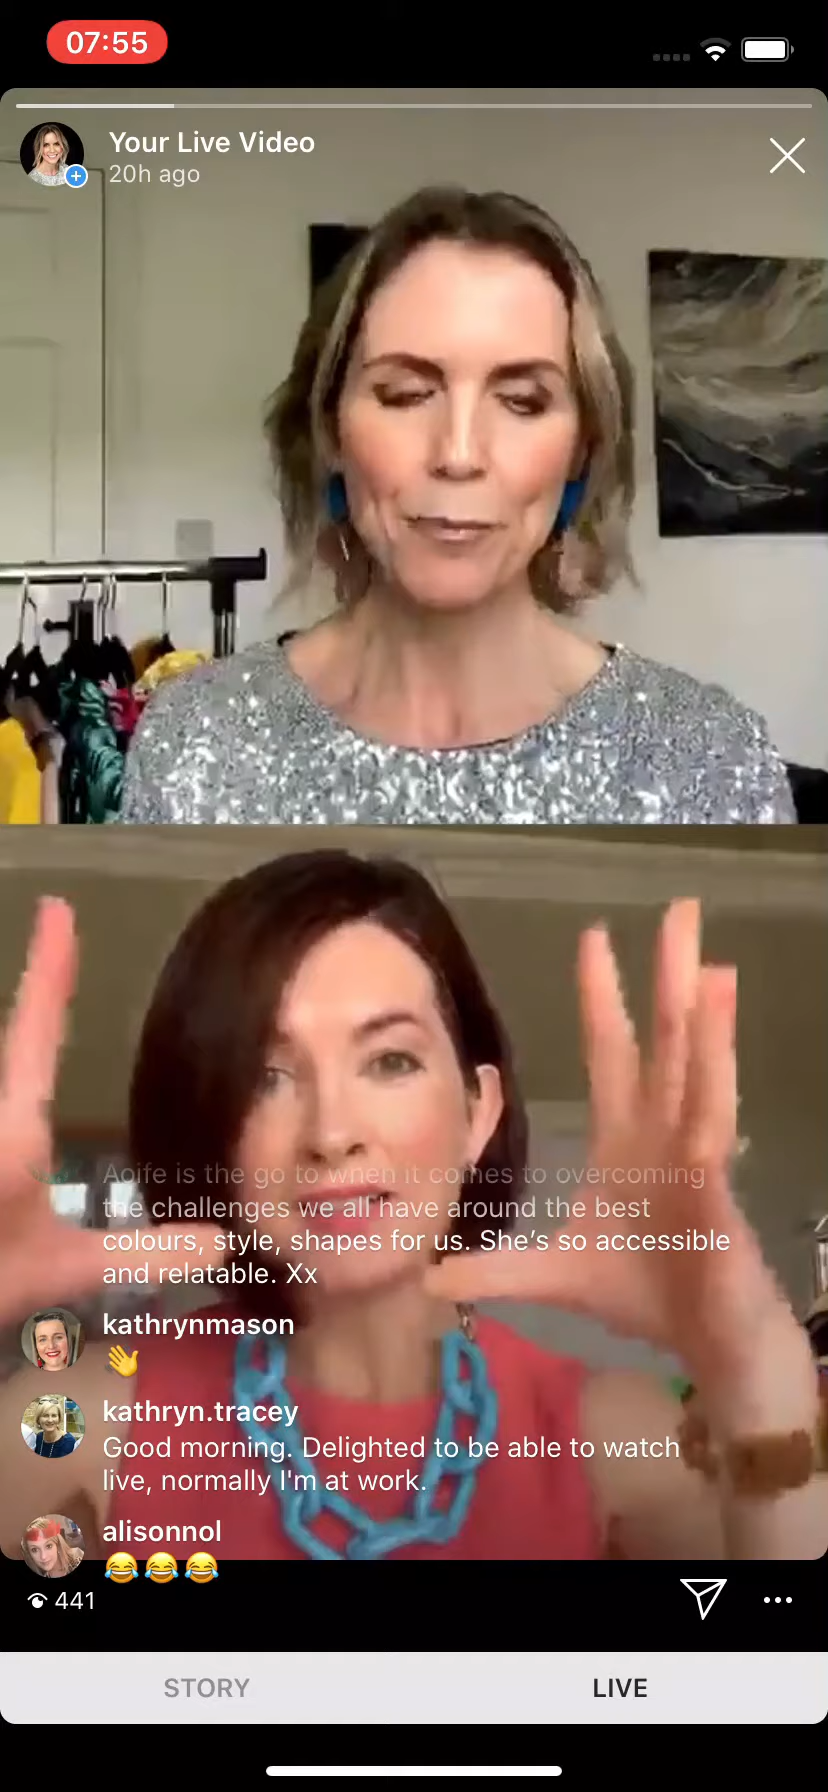 07:55
Your Live Video
20h ago
Aoife is the go to when it comes to overcoming
the challenges we all have around the best
colours, style, shapes for us. She's so accessible
and relatable. Xx
kathrynmason
👋
kathryn.tracey
Good morning. Delighted to be able to watch
live, normally I'm at work.
alisonnol
😂😂😂
441
STORY
LIVE